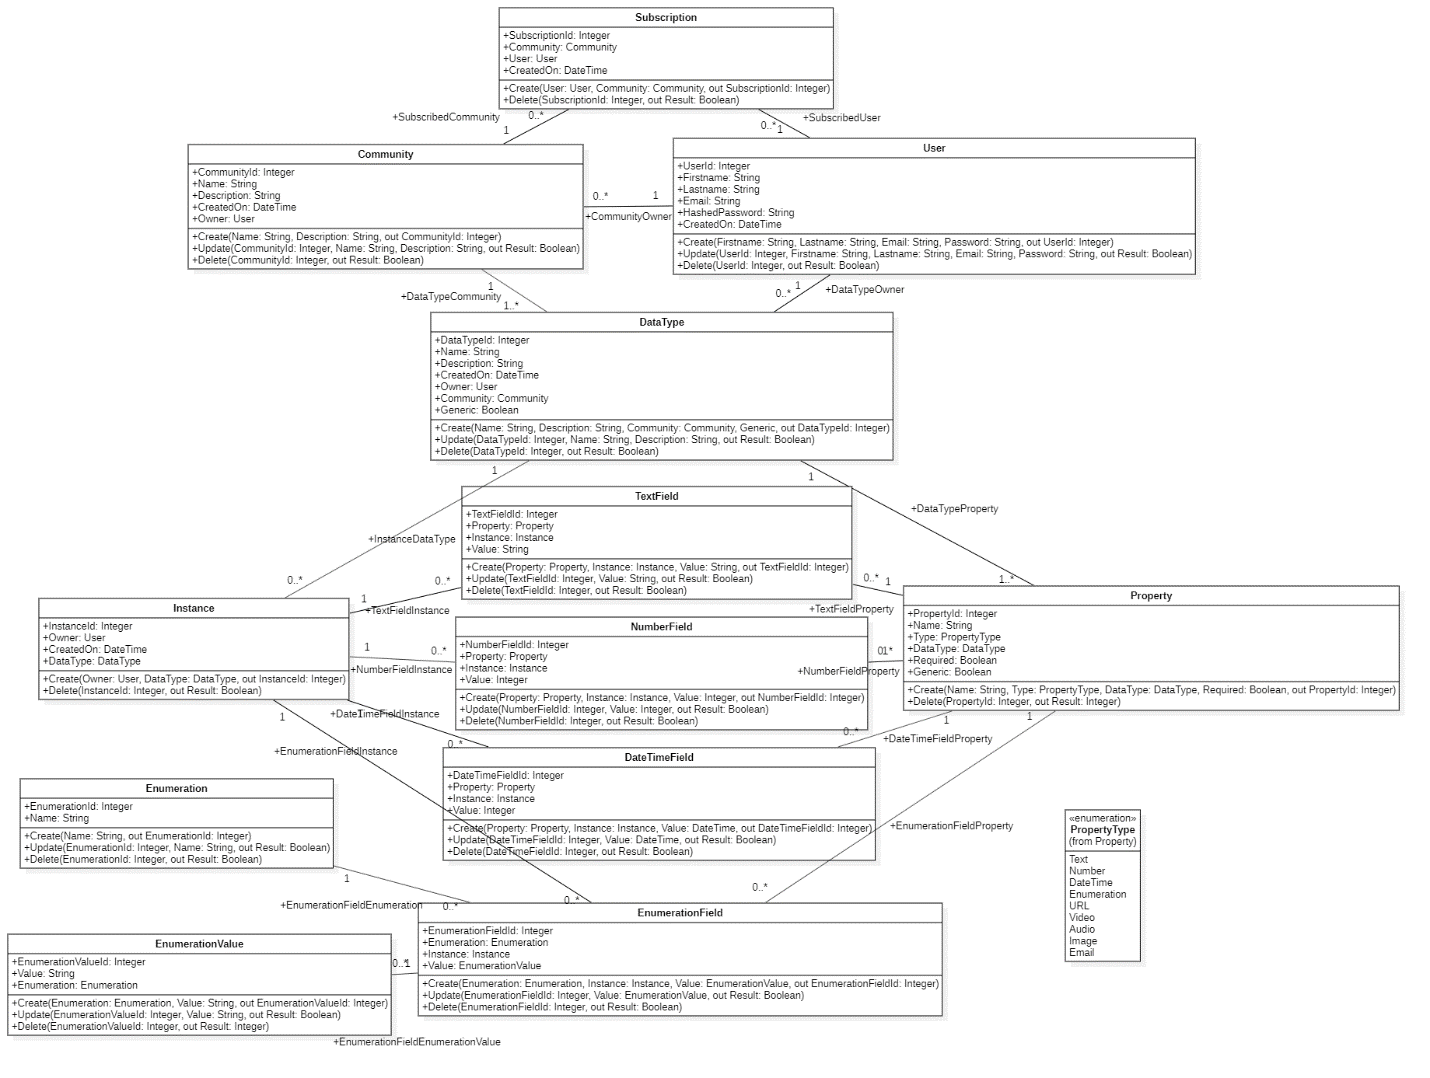 Subscription
+SubscriptionId: Integer
+Community: Community
+User: User
+CreatedOn: DateTime
+Create(User: User, Community: Community, out SubscriptionId: Integer)
+Delete(SubscriptionId: Integer, out Result: Boolean)
+SubscribedCommunity
0..*
1
0..*
1
+SubscribedUser
Community
+CommunityId: Integer
+Name: String
+Description: String
+CreatedOn: DateTime
+Owner: User
+Create(Name: String, Description: String, out CommunityId: Integer)
+Update(CommunityId: Integer, Name: String, Description: String, out Result: Boolean)
+Delete(CommunityId: Integer, out Result: Boolean)
0..*
1
+CommunityOwner
User
+UserId: Integer
+Firstname: String
+Lastname: String
+Email: String
+HashedPassword: String
+CreatedOn: DateTime
+Create(Firstname: String, Lastname: String, Email: String, Password: String, out UserId: Integer)
+Update(UserId: Integer, Firstname: String, Lastname: String, Email: String, Password: String, out Result: Boolean)
+Delete(UserId: Integer, out Result: Boolean)
1
+DataTypeCommunity
1..*
1
0..*
+DataTypeOwner
DataType
+DataTypeId: Integer
+Name: String
+Description: String
+CreatedOn: DateTime
+Owner: User
+Community: Community
+Generic: Boolean
+Create(Name: String, Description: String, Community: Community, Generic, out DataTypeId: Integer)
+Update(DataTypeId: Integer, Name: String, Description: String, out Result: Boolean)
+Delete(DataTypeId: Integer, out Result: Boolean)
1
+InstanceDataType
0..*
1
+DataTypeProperty
1..*
TextField
+TextFieldId: Integer
+Property: Property
+Instance: Instance
+Value: String
+Create(Property: Property, Instance: Instance, Value: String, out TextFieldId: Integer)
+Update(TextFieldId: Integer, Value: String, out Result: Boolean)
+Delete(TextFieldId: Integer, out Result: Boolean)
0..*
1
+TextFieldInstance
0..*
1
+TextFieldProperty
Instance
+InstanceId: Integer
+Owner: User
+CreatedOn: DateTime
+DataType: DataType
+Create(Owner: User, DataType: DataType, out InstanceId: Integer)
+Delete(InstanceId: Integer, out Result: Boolean)
1
0..*
+NumberFieldInstance
NumberField
+NumberFieldId: Integer
+Property: Property
+Instance: Instance
+Value: Integer
+Create(Property: Property, Instance: Instance, Value: Integer, out NumberFieldId: Integer)
+Update(NumberFieldId: Integer, Value: Integer, out Result: Boolean)
+Delete(NumberFieldId: Integer, out Result: Boolean)
+NumberFieldProperty
Property
+PropertyId: Integer
+Name: String
+Type: PropertyType
+DataType: DataType
+Required: Boolean
+Generic: Boolean
+Create(Name: String, Type: PropertyType, DataType: DataType, Required: Boolean, out PropertyId: Integer)
+Delete(PropertyId: Integer, out Result: Integer)
1
+DateTimeFieldInstance
0..*
1
+EnumerationFieldInstance
0..*
0..*
1
+DateTimeFieldProperty
1
+EnumerationFieldProperty
0..*
DateTimeField
+DateTimeFieldId: Integer
+Property: Property
+Instance: Instance
+Value: Integer
+Create(Property: Property, Instance: Instance, Value: DateTime, out DateTimeFieldId: Integer)
+Update(DateTimeFieldId: Integer, Value: DateTime, out Result: Boolean)
+Delete(DateTimeFieldId: Integer, out Result: Boolean)
Enumeration
+EnumerationId: Integer
+Name: String
+Create(Name: String, out EnumerationId: Integer)
+Update(EnumerationId: Integer, Name: String, out Result: Boolean)
+Delete(EnumerationId: Integer, out Result: Boolean)
1
+EnumerationFieldEnumeration
0..*
«enumeration»
PropertyType
(from Property)
Text
Number
DateTime
Enumeration
URL
Video
Audio
Image
Email
EnumerationField
+EnumerationFieldId: Integer
+Enumeration: Enumeration
+Instance: Instance
+Value: EnumerationValue
+Create(Enumeration: Enumeration, Instance: Instance, Value: EnumerationValue, out EnumerationFieldId: Integer)
+Update(EnumerationFieldId: Integer, Value: EnumerationValue, out Result: Boolean)
+Delete(EnumerationFieldId: Integer, out Result: Boolean)
EnumerationValue
+EnumerationValueId: Integer
+Value: String
+Enumeration: Enumeration
+Create(Enumeration: Enumeration, Value: String, out EnumerationValueId: Integer)
+Update(EnumerationValueId: Integer, Value: String, out Result: Boolean)
+Delete(EnumerationValueId: Integer, out Result: Integer)
+EnumerationFieldEnumerationValue